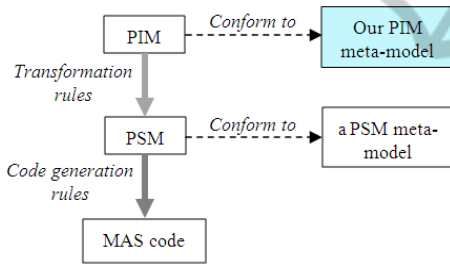 PIM
Conform to
Our PIM
meta-model
Transformation
rules
PSM
Conform to
a PSM meta-
model
Code generation
rules
MAS code